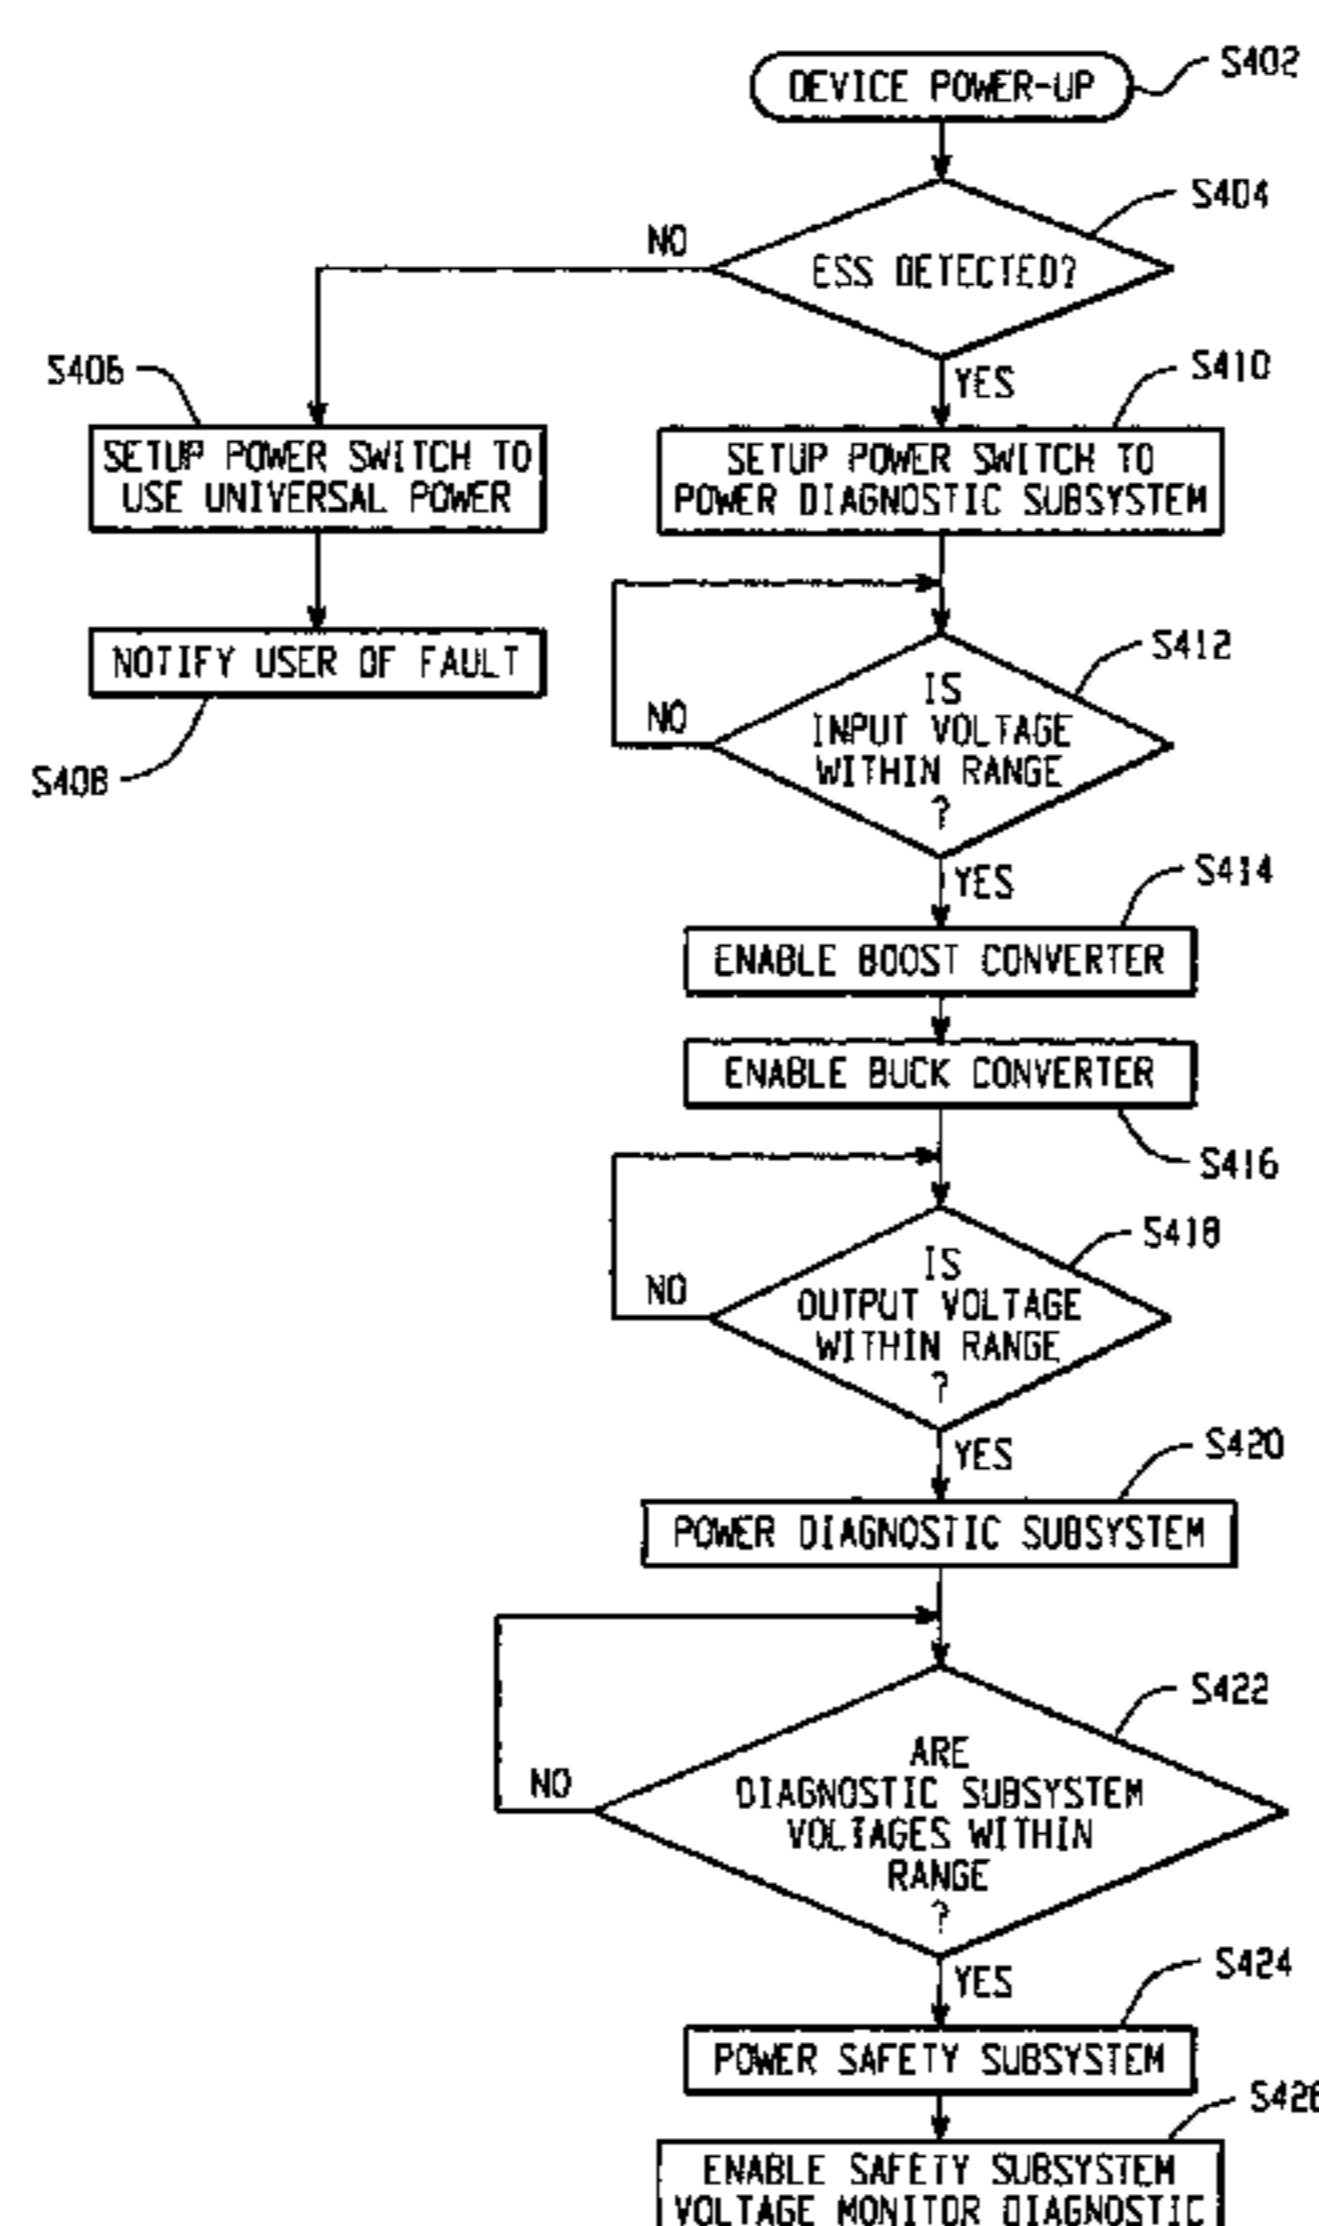 DEVICE POWER-UP
S402
S404
NO
ESS DETECTED?
YES
S406
SETUP POWER SWITCH TO
USE UNIVERSAL POWER
S410
SETUP POWER SWITCH TO
POWER DIAGNOSTIC SUBSYSTEM
NOTIFY USER OF FAULT
S408
S412
IS
INPUT VOLTAGE
WITHIN RANGE
?
NO
YES
S414
ENABLE BOOST CONVERTER
ENABLE BUCK CONVERTER
S416
S418
IS
OUTPUT VOLTAGE
WITHIN RANGE
?
NO
YES
S420
POWER DIAGNOSTIC SUBSYSTEM
S422
ARE
DIAGNOSTIC SUBSYSTEM
VOLTAGES WITHIN
RANGE
?
NO
YES
S424
POWER SAFETY SUBSYSTEM
S426
ENABLE SAFETY SUBSYSTEM
VOLTAGE MONITOR DIAGNOSTIC